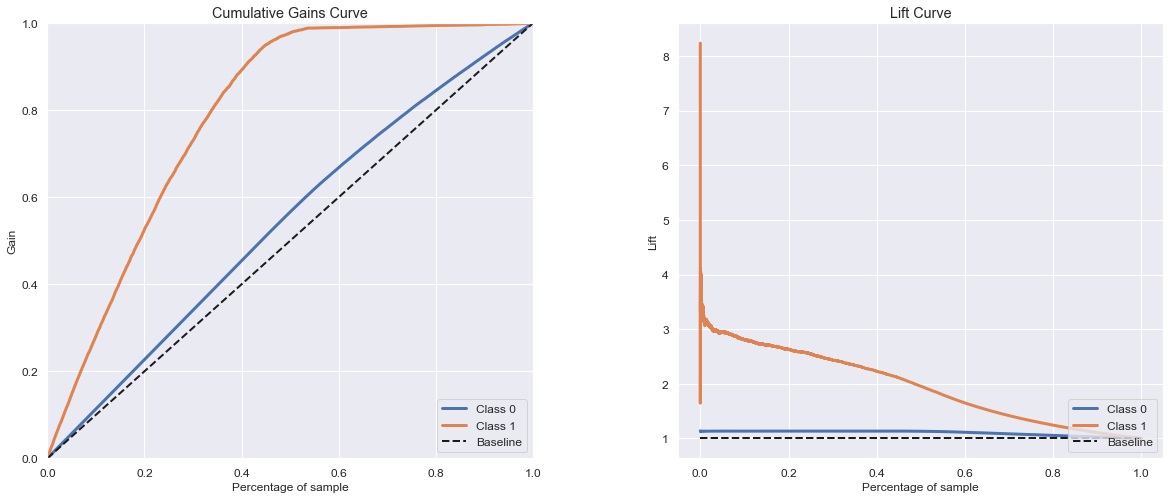 Cumulative Gains Curve
1.0
0.8
0.6
0.4
0.2
0.0
Gain
0.0 0.2 0.4 0.6 0.8 1.0
Percentage of sample
Class 0
Class 1
Baseline
Lift Curve
8
7
6
5
4
3
2
1
Lift
0.0 0.2 0.4 0.6 0.8 1.0
Percentage of sample
Class 0
Class 1
Baseline